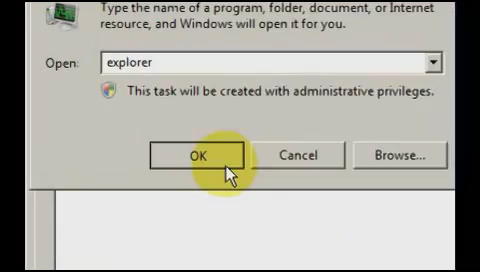 Type the name of a program, folder, document, or Internet
resource, and Windows will open it for you.
Open: explorer
This task will be created with administrative privileges.
OK Cancel Browse...